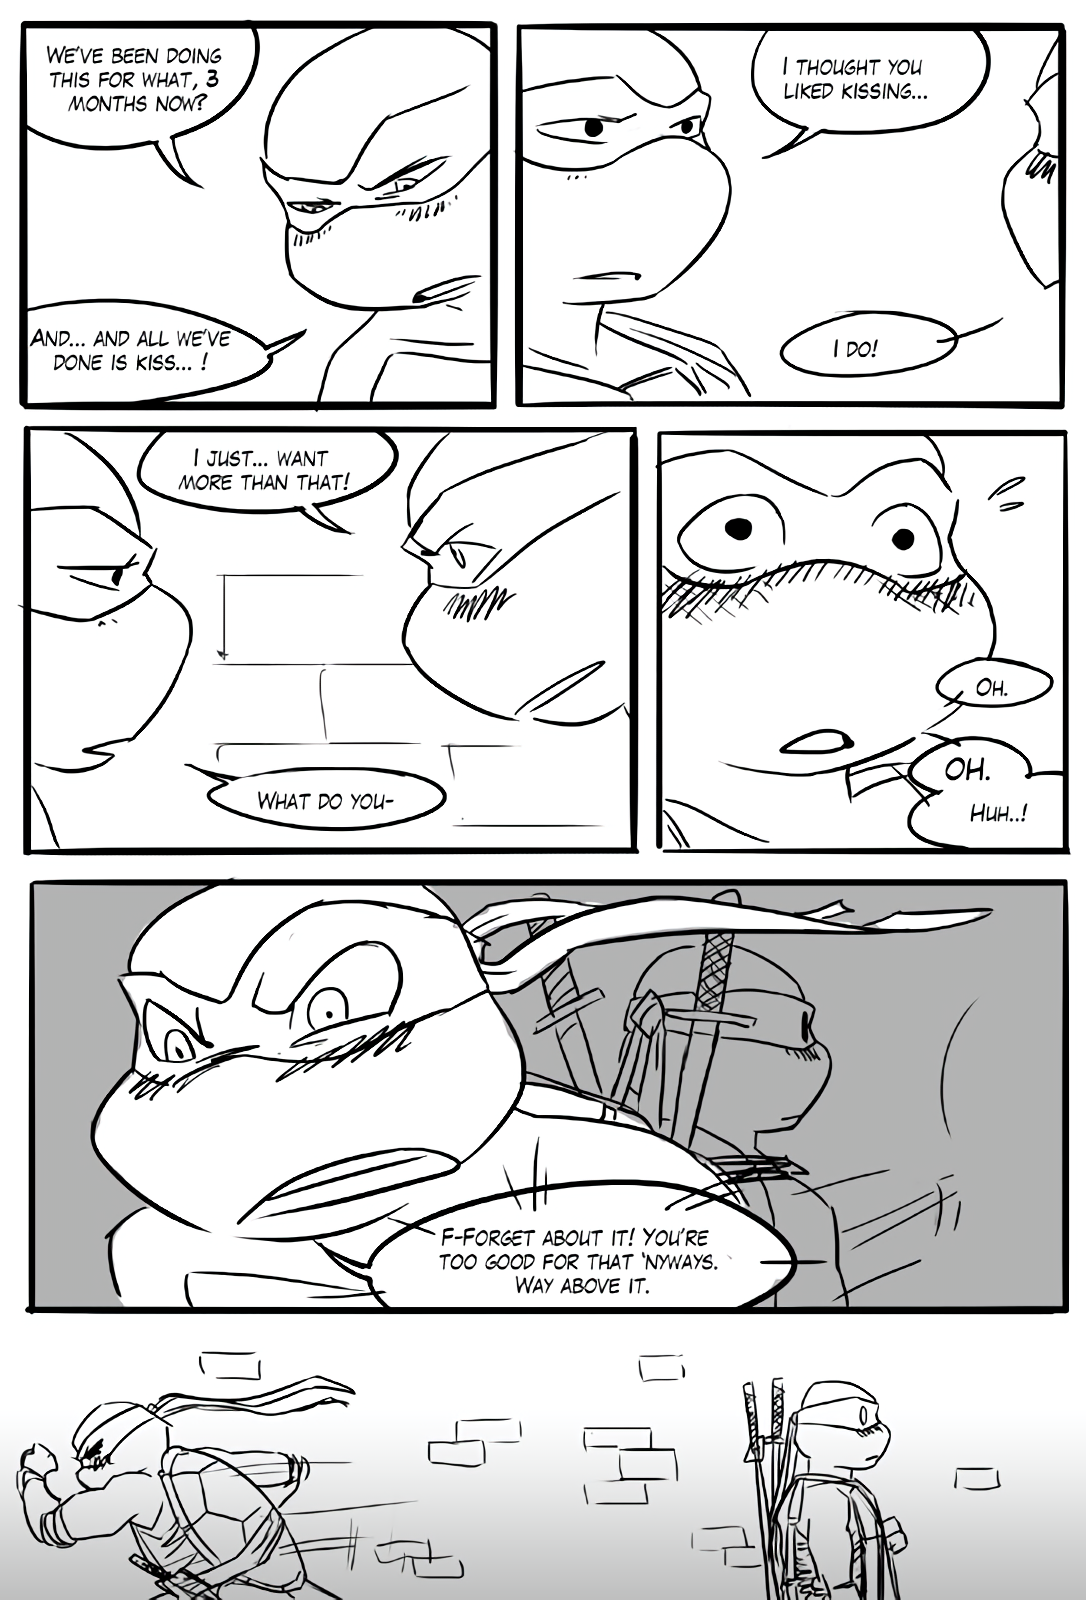 WE'VE BEEN DOING
THIS FOR WHAT, 3
MONTHS NOW?
AND... AND ALL WE'VE
DONE IS KISS... !
I THOUGHT YOU
LIKED KISSING...
I DO!
I JUST... WANT
MORE THAN THAT!
WHAT DO YOU-
OH.
OH.
HUH..!
F-FORGET ABOUT IT! YOU'RE
TOO GOOD FOR THAT 'NYWAYS.
WAY ABOVE IT.